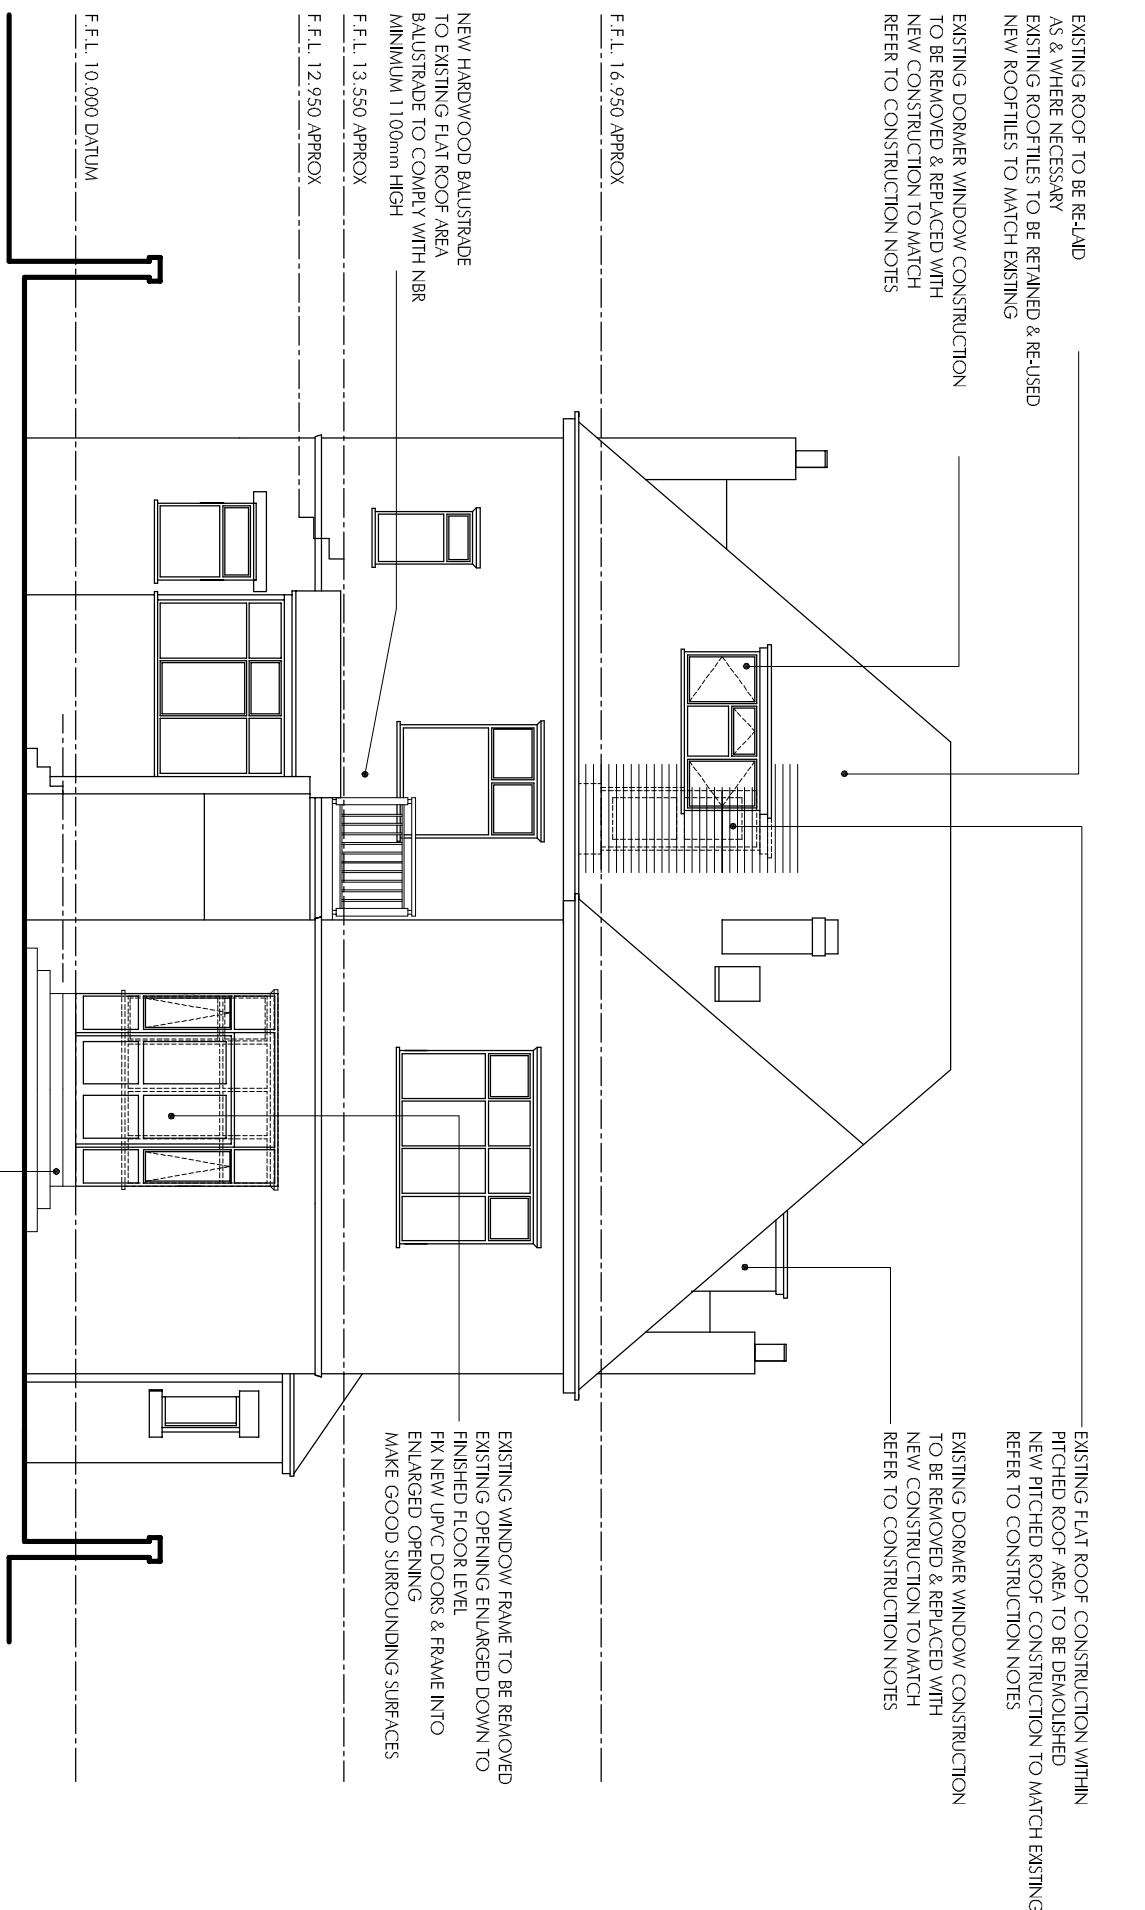 EXISTING ROOF TO BE RE-LAID
AS & WHERE NECESSARY
EXISTING ROOFTILES TO BE RETAINED & RE-USED
NEW ROOFTILES TO MATCH EXISTING
EXISTING DORMER WINDOW CONSTRUCTION
TO BE REMOVED & REPLACED WITH
NEW CONSTRUCTION TO MATCH
REFER TO CONSTRUCTION NOTES
F.F.L. 16.950 APPROX
NEW HARDWOOD BALUSTRADE
TO EXISTING FLAT ROOF AREA
BALUSTRADE TO COMPLY WITH NBR
MINIMUM 1100mm HIGH
F.F.L. 13.550 APPROX
F.F.L. 12.950 APPROX
F.F.L. 10.000 DATUM
EXISTING FLAT ROOF CONSTRUCTION WITHIN
PITCHED ROOF AREA TO BE DEMOLISHED
NEW PITCHED ROOF CONSTRUCTION TO MATCH EXISTING
REFER TO CONSTRUCTION NOTES
EXISTING DORMER WINDOW CONSTRUCTION
TO BE REMOVED & REPLACED WITH
NEW CONSTRUCTION TO MATCH
REFER TO CONSTRUCTION NOTES
EXISTING WINDOW FRAME TO BE REMOVED
EXISTING OPENING ENLARGED DOWN TO
FINISHED FLOOR LEVEL
FIX NEW UPVC DOORS & FRAME INTO
ENLARGED OPENING
MAKE GOOD SURROUNDING SURFACES